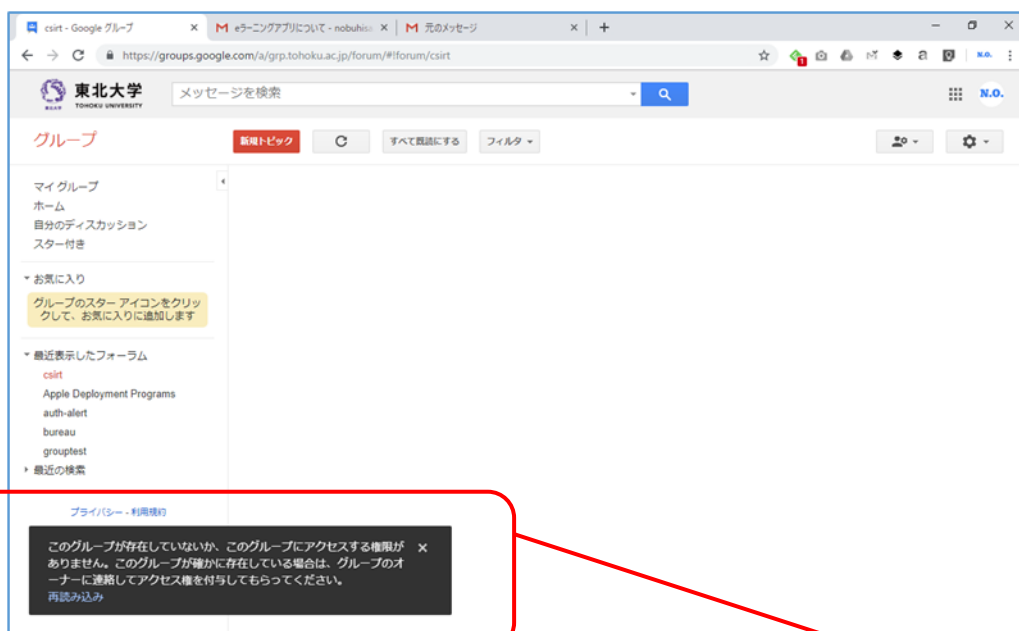 csirt - Google グループ
eラーニングアプリについて - nobuhisa
元のメッセージ
https://groups.google.com/a/grp.tohoku.ac.jp/forum/#!forum/csirt
N.O.
東北大学
TOHOKU UNIVERSITY
メッセージを検索
N.O.
グループ
新規トピック
すべて既読にする
フィルタ
マイ グループ
ホーム
自分のディスカッション
スター付き
お気に入り
グループのスター アイコンをクリッ
クして、お気に入りに追加します
最近表示したフォーラム
csirt
Apple Deployment Programs
auth-alert
bureau
grouptest
最近の検索
プライバシー - 利用規約
このグループが存在していないか、このグループにアクセスする権限が
ありません。このグループが確かに存在している場合は、グループのオ
ーナーに連絡してアクセス権を付与してもらってください。
再読み込み